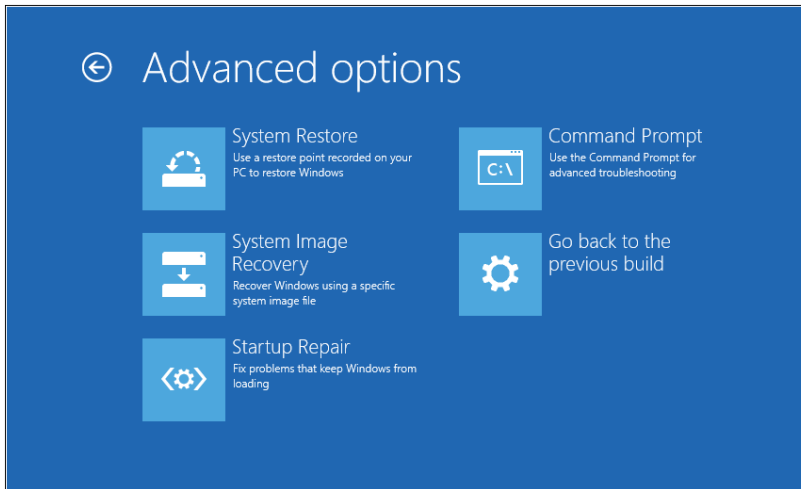 Advanced options
System Restore
Use a restore point recorded on your
PC to restore Windows
System Image
Recovery
Recover Windows using a specific
system image file
Startup Repair
Fix problems that keep Windows from
loading
C:\
Command Prompt
Use the Command Prompt for
advanced troubleshooting
Go back to the
previous build